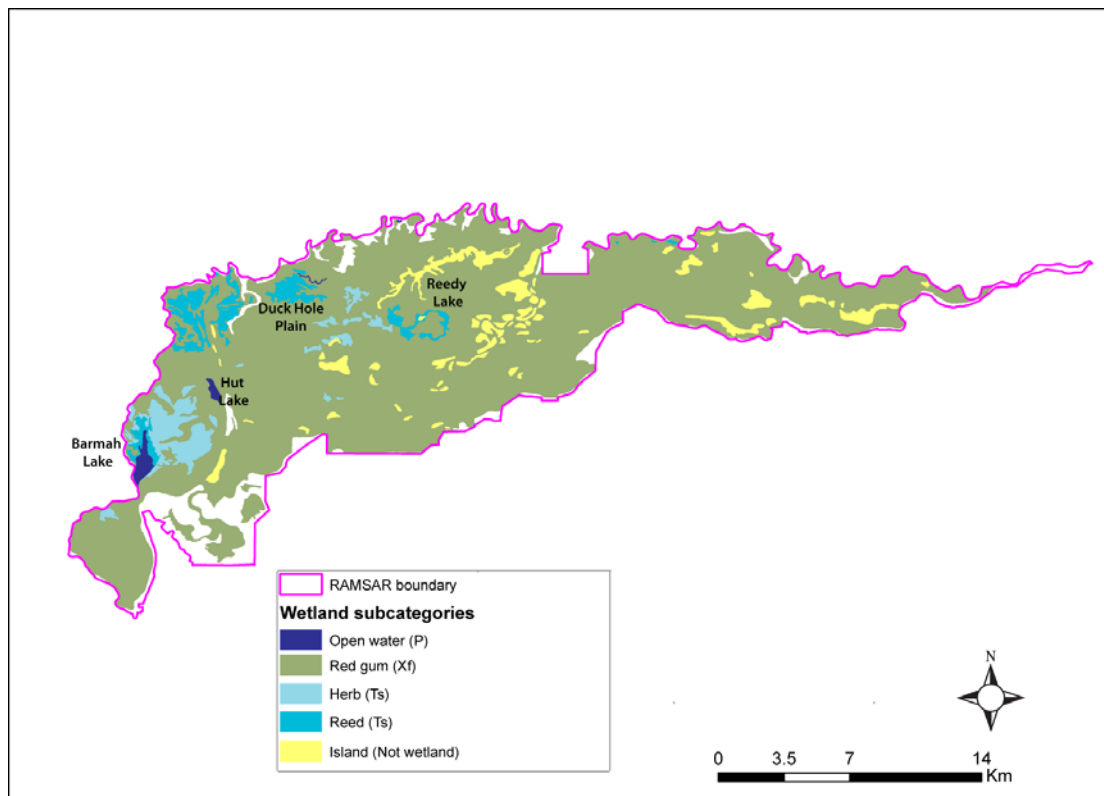 Reedy
Lake
Duck Hole
Plain
Hut
Lake
Barmah
Lake
RAMSAR boundary
Wetland subcategories
Open water (P)
Red gum (Xf)
Herb (Ts)
Reed (Ts)
Island (Not wetland)
N
0 3.5 7 14
Km